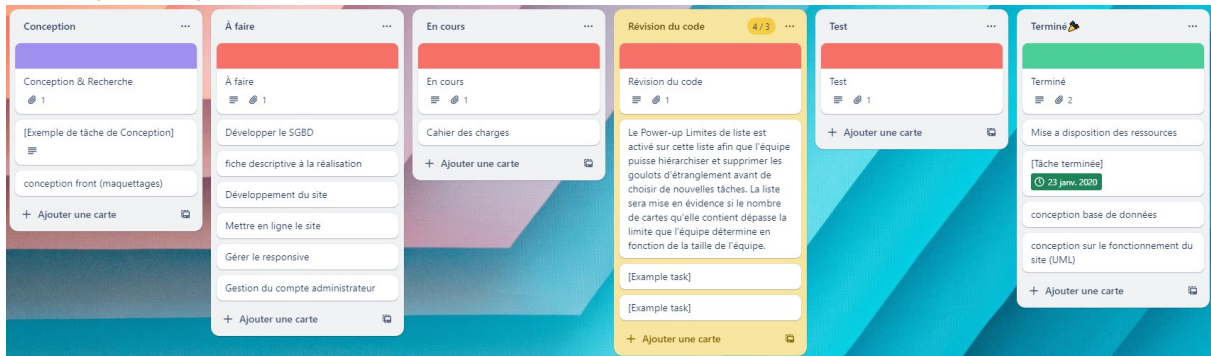 Conception
Conception & Recherche
1
[Exemple de tâche de Conception]
conception front (maquettages)
+ Ajouter une carte
À faire
À faire
1
Développer le SGBD
fiche descriptive à la réalisation
Développement du site
Mettre en ligne le site
Gérer le responsive
Gestion du compte administrateur
+ Ajouter une carte
En cours
En cours
1
Cahier des charges
+ Ajouter une carte
Révision du code 4/3
Révision du code
1
Le Power-up Limites de liste est
activé sur cette liste afin que l'équipe
puisse hiérarchiser et supprimer les
goulots d'étranglement avant de
choisir de nouvelles tâches. La liste
sera mise en évidence si le nombre
de cartes qu'elle contient dépasse la
limite que l'équipe détermine en
fonction de la taille de l'équipe.
[Example task]
[Example task]
+ Ajouter une carte
Test
Test
1
+ Ajouter une carte
Terminé
Terminé
2
Mise a disposition des ressources
[Tâche terminée]
23 janv. 2020
conception base de données
conception sur le fonctionnement du
site (UML)
+ Ajouter une carte